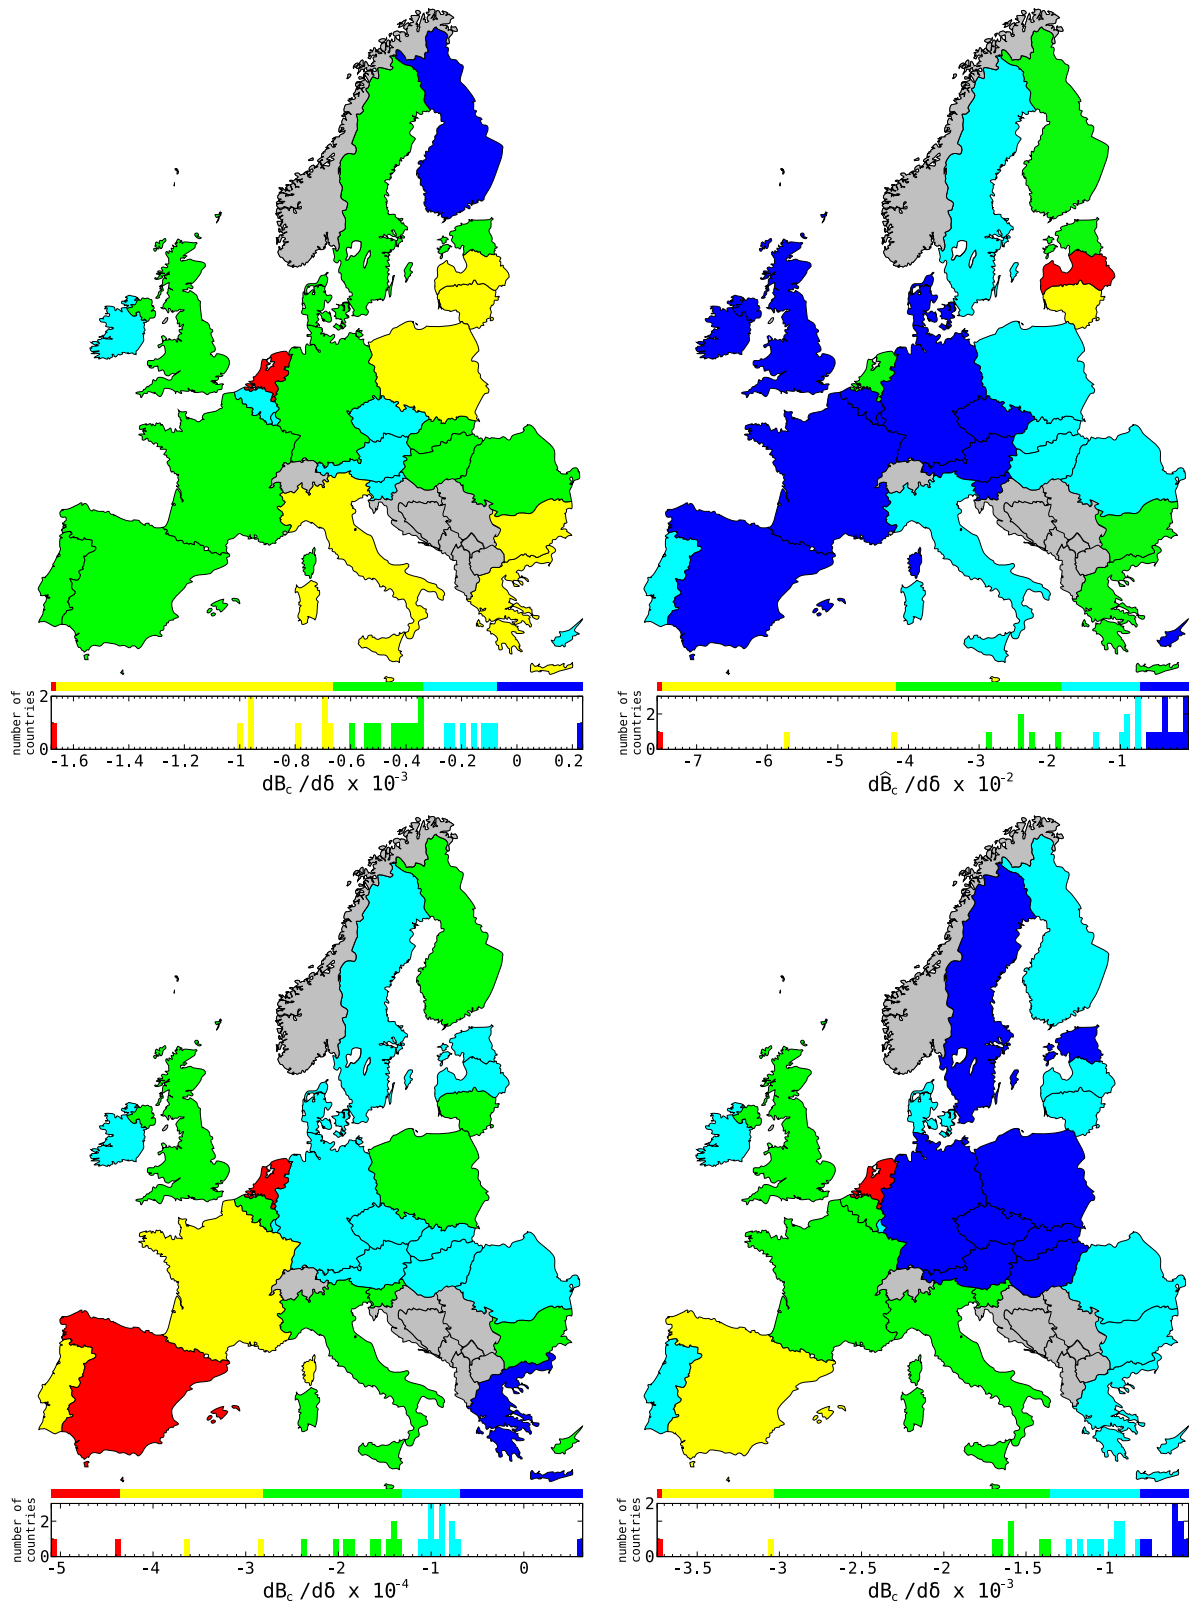 number of countries
2
0
-1.6 -1.4 -1.2 -1 -0.8 -0.6 -0.4 -0.2 0 0.2
dB_c/dδ x 10^-3
number of countries
2
0
-7 -6 -5 -4 -3 -2 -1
dB̂_c/dδ x 10^-2
number of countries
2
1
0
-5 -4 -3 -2 -1 0
dB_c/dδ x 10^-4
number of countries
2
0
-3.5 -3 -2.5 -2 -1.5 -1
dB_c/dδ x 10^-3